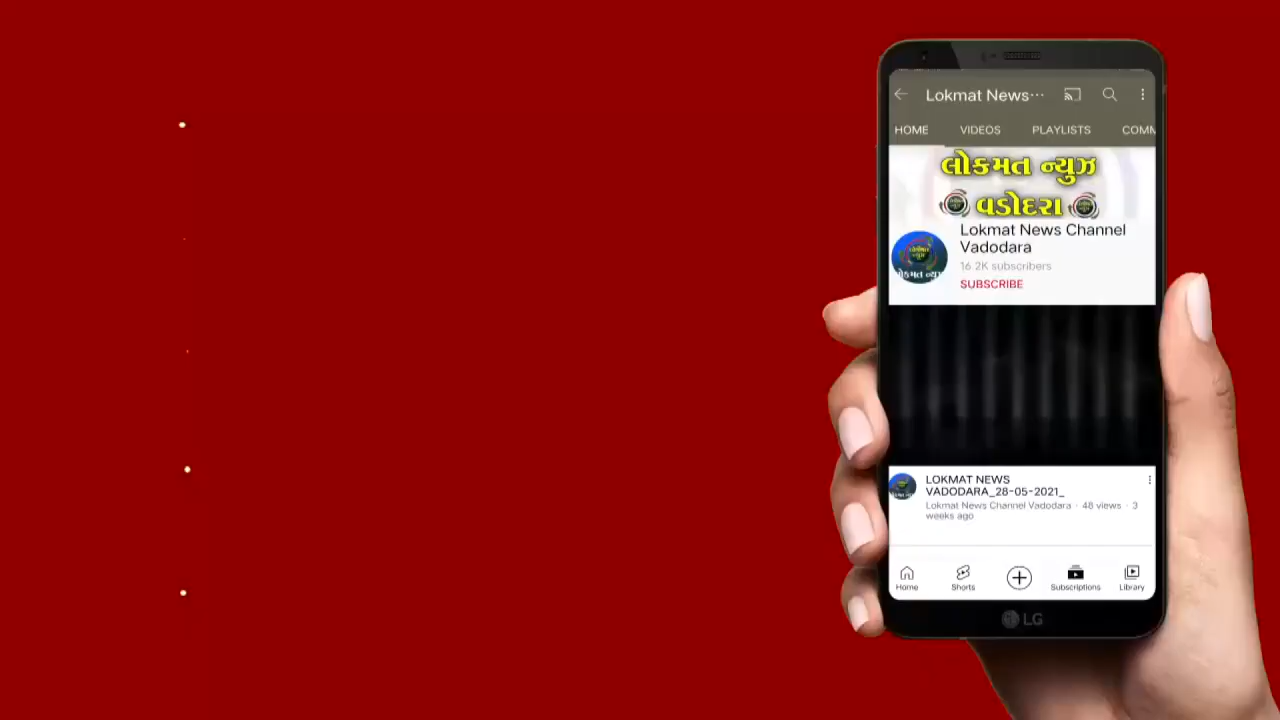 Lokmat News...
HOME VIDEOS PLAYLISTS COMM
લોકમત ન્યુઝ
વડોદરા
Lokmat News Channel
Vadodara
16.2K subscribers
SUBSCRIBE
LOKMAT NEWS
VADODARA_28-05-2021_
Lokmat News Channel Vadodara · 48 views · 3
weeks ago
Home Shorts Subscriptions Library
LG